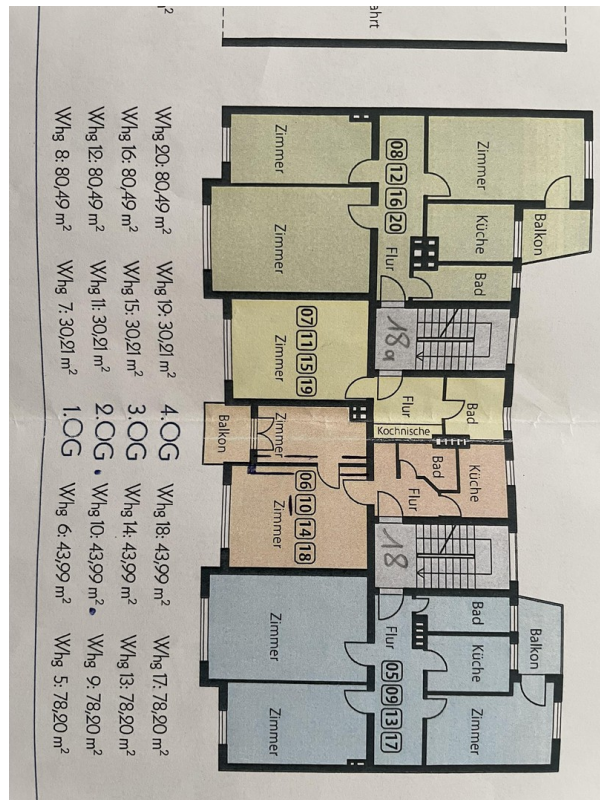 ahrt
Balkon
Balkon
Zimmer
Küche
Bad
Bad
Küche
Bad
Bad
Küche
Zimmer
08 12 16 20
Flur
18a
Flur
Kochnische
Flur
18
Flur
05 09 13 17
Zimmer
Zimmer
07 11 15 19
Zimmer
06 10 14 18
Zimmer
Zimmer
Zimmer
Balkon
m²
Whg 20: 80,49 m² Whg 19: 30,21 m² 4.OG Whg 18: 43,99 m² Whg 17: 78,20 m²
Whg 16: 80,49 m² Whg 15: 30,21 m² 3.OG Whg 14: 43,99 m² Whg 13: 78,20 m²
Whg 12: 80,49 m² Whg 11: 30,21 m² 2.OG Whg 10: 43,99 m² Whg 9: 78,20 m²
Whg 8: 80,49 m² Whg 7: 30,21 m² 1.OG Whg 6: 43,99 m² Whg 5: 78,20 m²